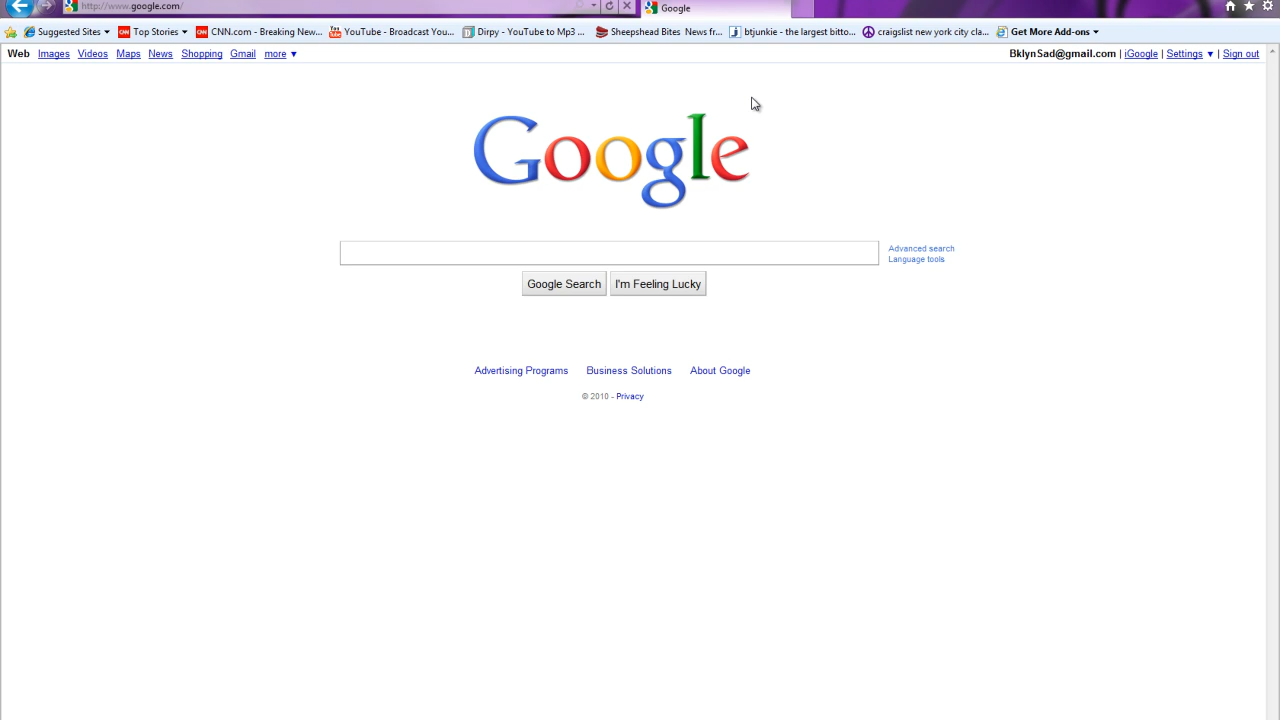 http://www.google.com/
Google
Suggested Sites
Top Stories
CNN.com - Breaking New...
YouTube - Broadcast You...
Dirpy - YouTube to Mp3 ...
Sheepshead Bites News fr...
btjunkie - the largest bitto...
craigslist new york city cla...
Get More Add-ons
Web Images Videos Maps News Shopping Gmail more ▼
BklynSad@gmail.com | iGoogle | Settings ▼ | Sign out
Google
Advanced search
Language tools
Google Search
I'm Feeling Lucky
Advertising Programs
Business Solutions
About Google
© 2010 - Privacy